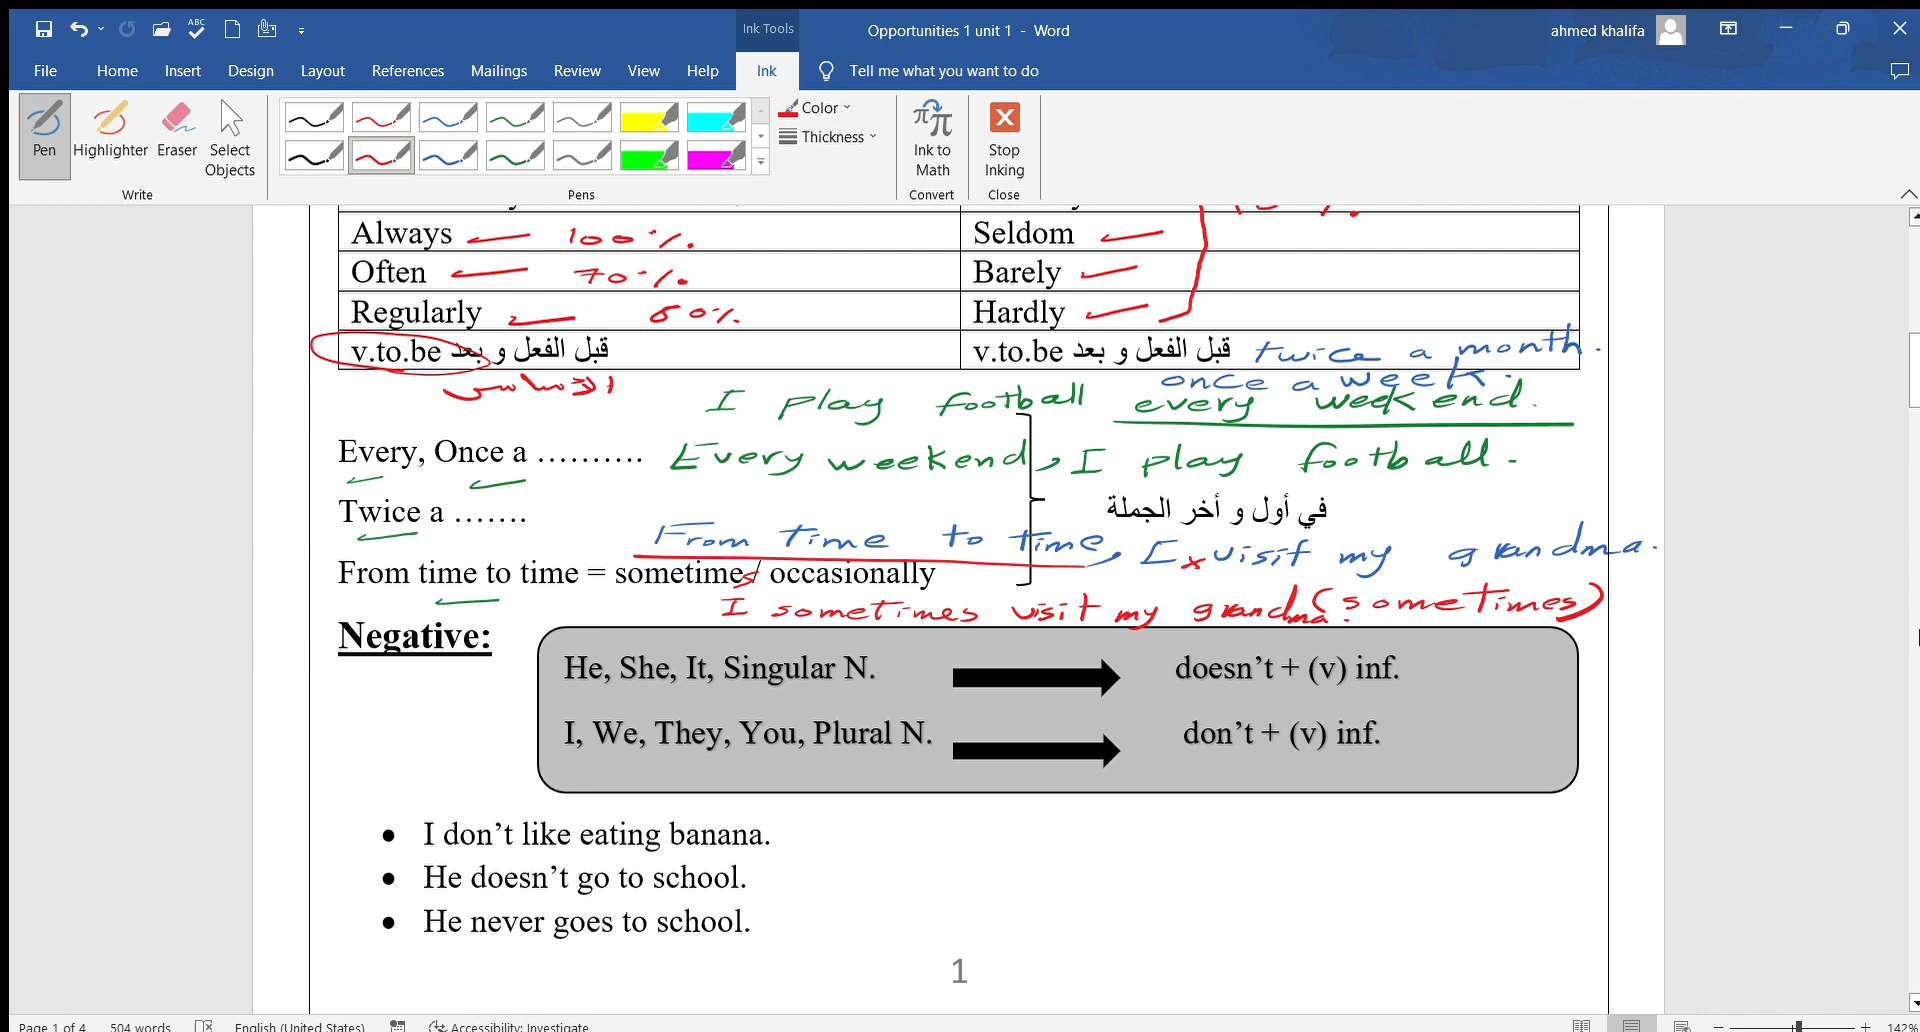 ABC
Ink Tools
Opportunities 1 unit 1 - Word
ahmed khalifa
File Home Insert Design Layout References Mailings Review View Help Ink Tell me what you want to do
Color
Thickness
Pen Highlighter Eraser Select Objects
Ink to Math
Stop Inking
Write Pens Convert Close
Always 100% Seldom
Often 70% Barely
Regularly 50% Hardly
v.to.be قبل الفعل و بعد v.to.be قبل الفعل و بعد twice a month.
الأساسى once a week.
I play football every weekend.
Every, Once a ………. Every weekend, I play football.
Twice a ……. في أول و أخر الجملة
From time to time, I visit my grandma.
From time to time = sometimes/ occasionally
I sometimes visit my grandma. (sometimes)
Negative:
He, She, It, Singular N. doesn’t + (v) inf.
I, We, They, You, Plural N. don’t + (v) inf.
• I don’t like eating banana.
• He doesn’t go to school.
• He never goes to school.
1
Page 1 of 4 504 words English (United States) Accessibility: Investigate 142%